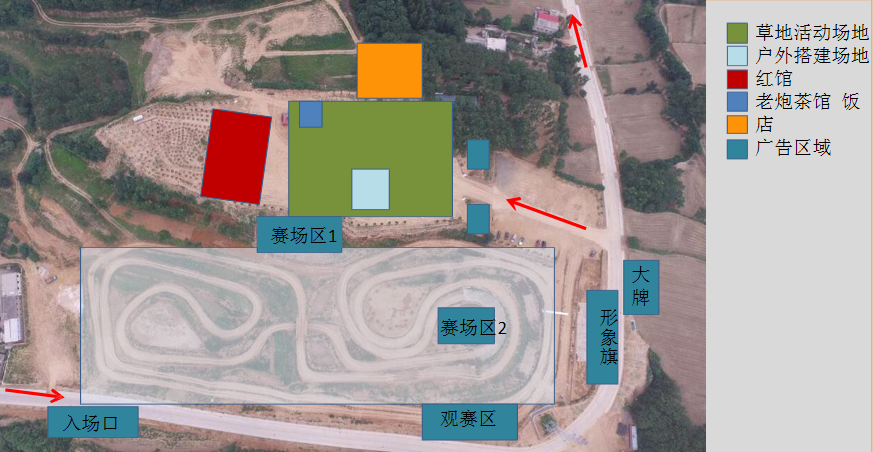 草地活动场地
户外搭建场地
红馆
老炮茶馆 饭
店
广告区域
赛场区1
大
牌
形
象
旗
赛场区2
入场口
观赛区